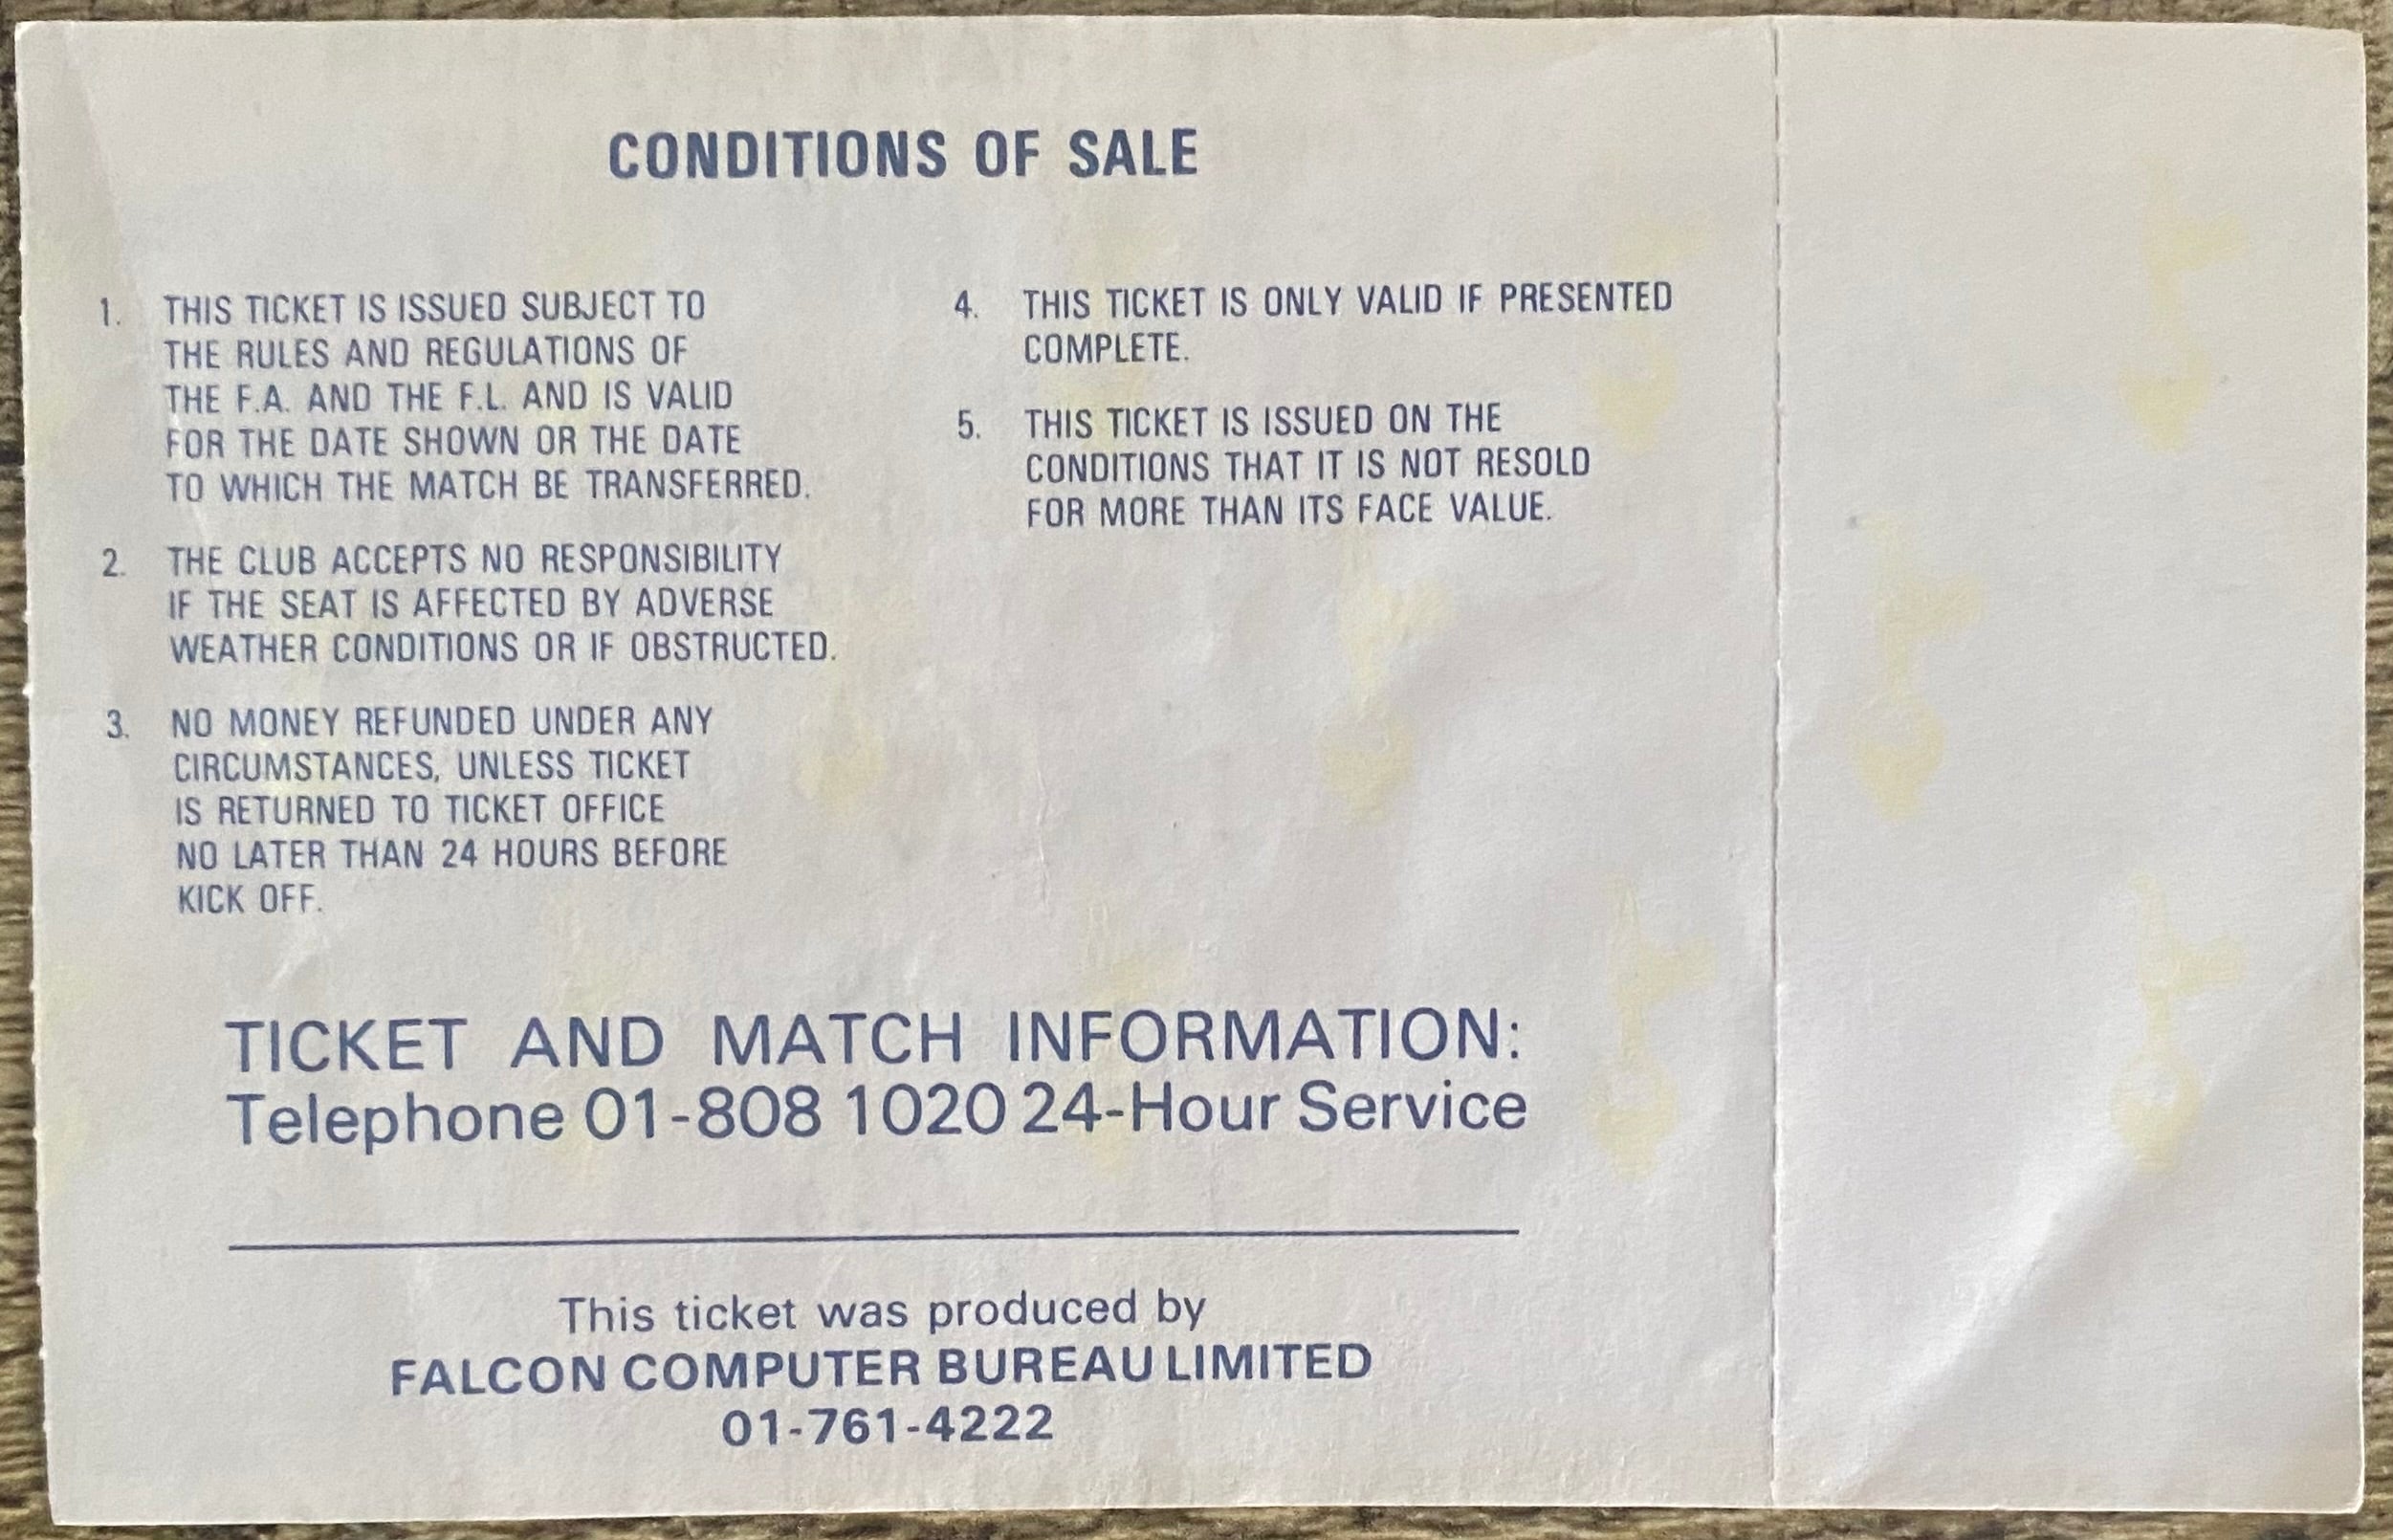 CONDITIONS OF SALE
1. THIS TICKET IS ISSUED SUBJECT TO
THE RULES AND REGULATIONS OF
THE F.A. AND THE F.L. AND IS VALID
FOR THE DATE SHOWN OR THE DATE
TO WHICH THE MATCH BE TRANSFERRED.
2. THE CLUB ACCEPTS NO RESPONSIBILITY
IF THE SEAT IS AFFECTED BY ADVERSE
WEATHER CONDITIONS OR IF OBSTRUCTED.
3. NO MONEY REFUNDED UNDER ANY
CIRCUMSTANCES, UNLESS TICKET
IS RETURNED TO TICKET OFFICE
NO LATER THAN 24 HOURS BEFORE
KICK OFF.
4. THIS TICKET IS ONLY VALID IF PRESENTED
COMPLETE.
5. THIS TICKET IS ISSUED ON THE
CONDITIONS THAT IT IS NOT RESOLD
FOR MORE THAN ITS FACE VALUE.
TICKET AND MATCH INFORMATION:
Telephone 01-808 1020 24-Hour Service
This ticket was produced by
FALCON COMPUTER BUREAU LIMITED
01-761-4222